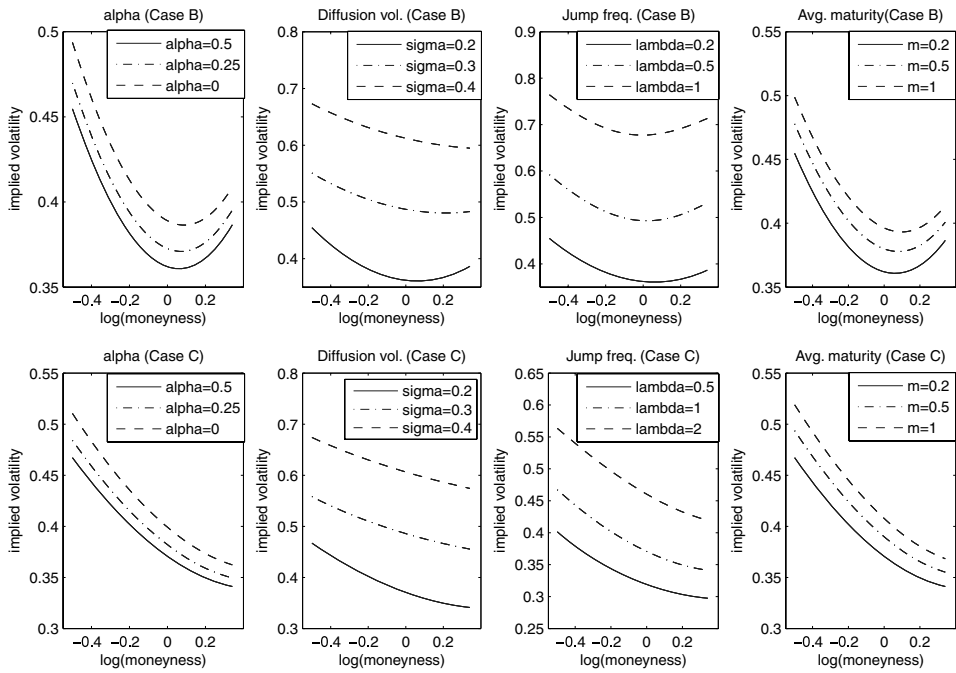 alpha (Case B)
0.5
0.45
0.4
0.35
implied volatility
−0.4 −0.2 0 0.2
log(moneyness)
alpha=0.5
alpha=0.25
alpha=0
Diffusion vol. (Case B)
0.8
0.7
0.6
0.5
0.4
implied volatility
−0.4 −0.2 0 0.2
log(moneyness)
sigma=0.2
sigma=0.3
sigma=0.4
Jump freq. (Case B)
0.9
0.8
0.7
0.6
0.5
0.4
implied volatility
−0.4 −0.2 0 0.2
log(moneyness)
lambda=0.2
lambda=0.5
lambda=1
Avg. maturity(Case B)
0.55
0.5
0.45
0.4
0.35
implied volatility
−0.4 −0.2 0 0.2
log(moneyness)
m=0.2
m=0.5
m=1
alpha (Case C)
0.55
0.5
0.45
0.4
0.35
0.3
implied volatility
−0.4 −0.2 0 0.2
log(moneyness)
alpha=0.5
alpha=0.25
alpha=0
Diffusion vol. (Case C)
0.8
0.7
0.6
0.5
0.4
0.3
implied volatility
−0.4 −0.2 0 0.2
log(moneyness)
sigma=0.2
sigma=0.3
sigma=0.4
Jump freq. (Case C)
0.65
0.6
0.55
0.5
0.45
0.4
0.35
0.3
0.25
implied volatility
−0.4 −0.2 0 0.2
log(moneyness)
lambda=0.5
lambda=1
lambda=2
Avg. maturity (Case C)
0.55
0.5
0.45
0.4
0.35
0.3
implied volatility
−0.4 −0.2 0 0.2
log(moneyness)
m=0.2
m=0.5
m=1